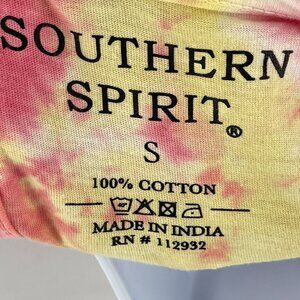 SOUTHERN
SPIRIT®
S
100% COTTON
MADE IN INDIA
RN # 112932